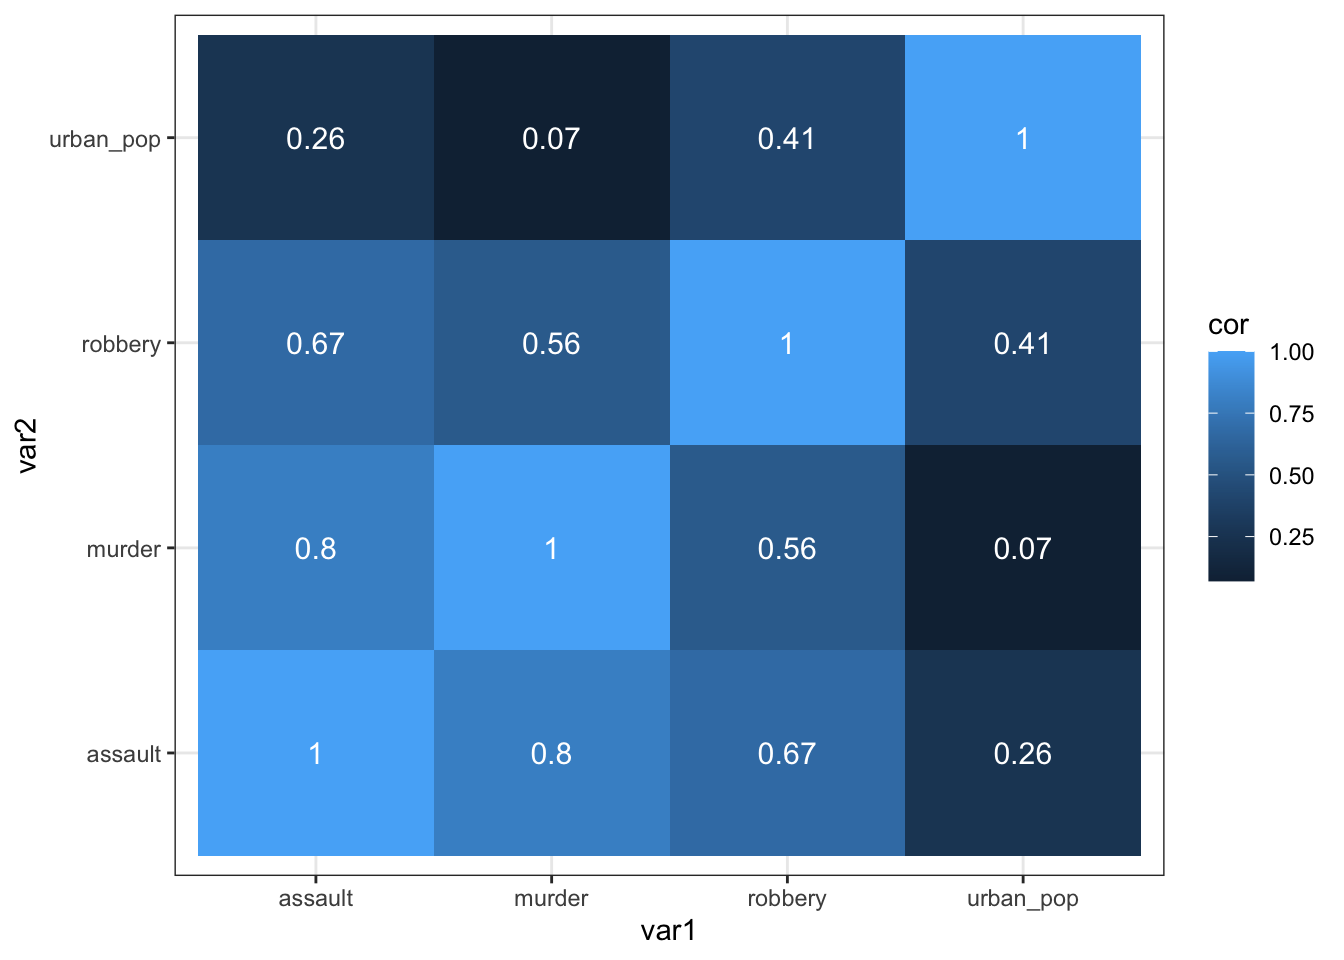 urban_pop 0.26 0.07 0.41 1
robbery 0.67 0.56 1 0.41
murder 0.8 1 0.56 0.07
assault 1 0.8 0.67 0.26
assault murder robbery urban_pop
var1
var2
cor
1.00
0.75
0.50
0.25